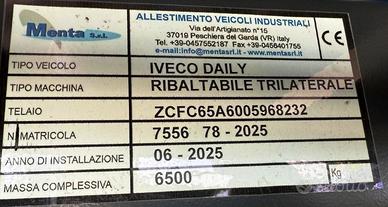 Menta S.r.l.
ALLESTIMENTO VEICOLI INDUSTRIALI
Via dell'Artigianato n°15
37019 Peschiera del Garda (VR) Italy
Tel. +39-0457552187 Fax +39-0456401755
e-mail:info@mentasrl.it www.mentasrl.it
CE
TIPO VEICOLO IVECO DAILY
TIPO MACCHINA RIBALTABILE TRILATERALE
TELAIO ZCFC65A6005968232
N° MATRICOLA 7556 78 - 2025
ANNO DI INSTALLAZIONE 06 - 2025
MASSA COMPLESSIVA 6500 Kg
subito